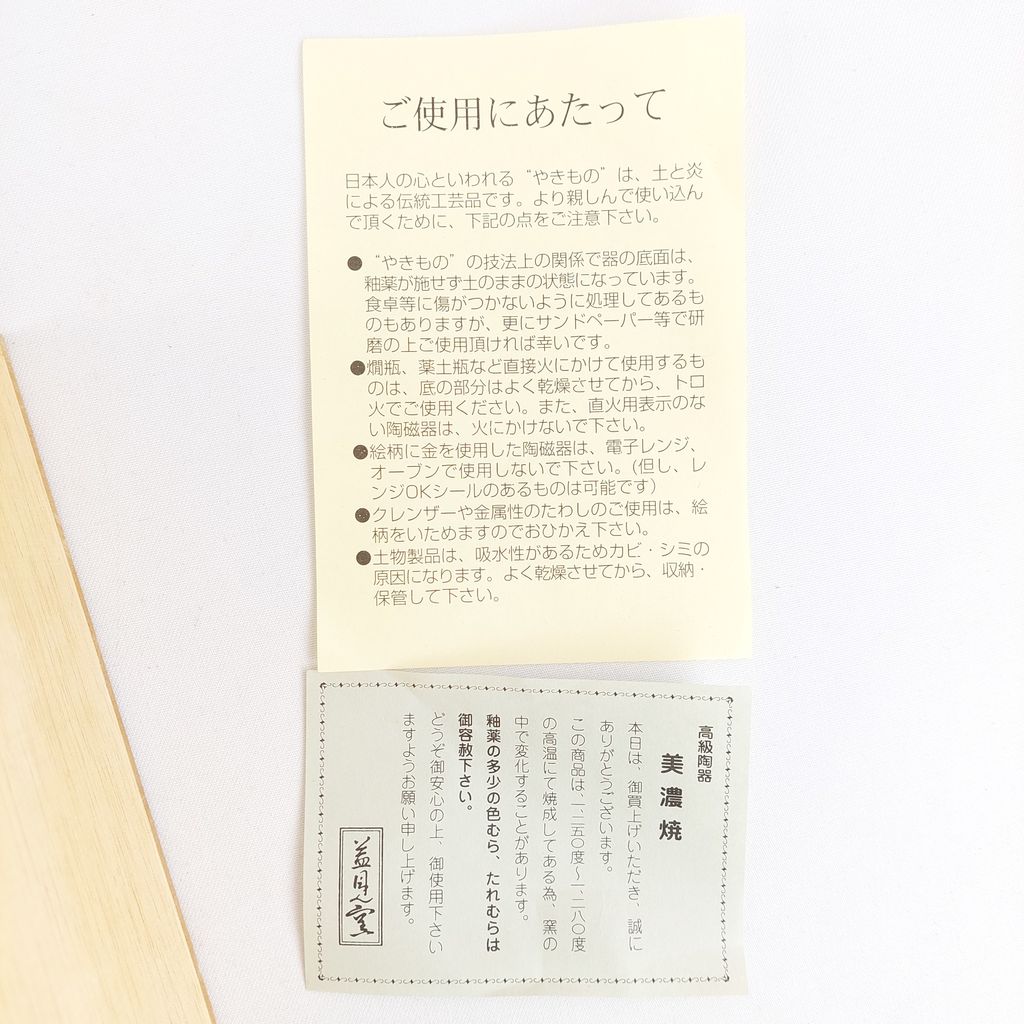 ご使用にあたって
日本人の心といわれる“やきもの”は、土と炎
による伝統工芸品です。より親しんで使い込ん
で頂くために、下記の点をご注意下さい。
●“やきもの”の技法上の関係で器の底面は、
釉薬が施せず土のままの状態になっています。
食卓等に傷がつかないように処理してあるも
のもありますが、更にサンドペーパー等で研
磨の上ご使用頂ければ幸いです。
●燗瓶、薬土瓶など直接火にかけて使用するも
のは、底の部分はよく乾燥させてから、トロ
火でご使用ください。また、直火用表示のな
い陶磁器は、火にかけないで下さい。
●絵柄に金を使用した陶磁器は、電子レンジ、
オーブンで使用しないで下さい。(但し、レ
ンジOKシールのあるものは可能です)
●クレンザーや金属性のたわしのご使用は、絵
柄をいためますのでおひかえ下さい。
●土物製品は、吸水性があるためカビ・シミの
原因になります。よく乾燥させてから、収納・
保管して下さい。
高級陶器
美濃焼
本日は、御買上げいただき、誠に
ありがとうございます。
この商品は、一、二五〇度〜一、二八〇度
の高温にて焼成してある為、窯の
中で変化することがあります。
釉薬の多少の色むら、たれむらは
御容赦下さい。
どうぞ御安心の上、御使用下さい
ますようお願い申し上げます。